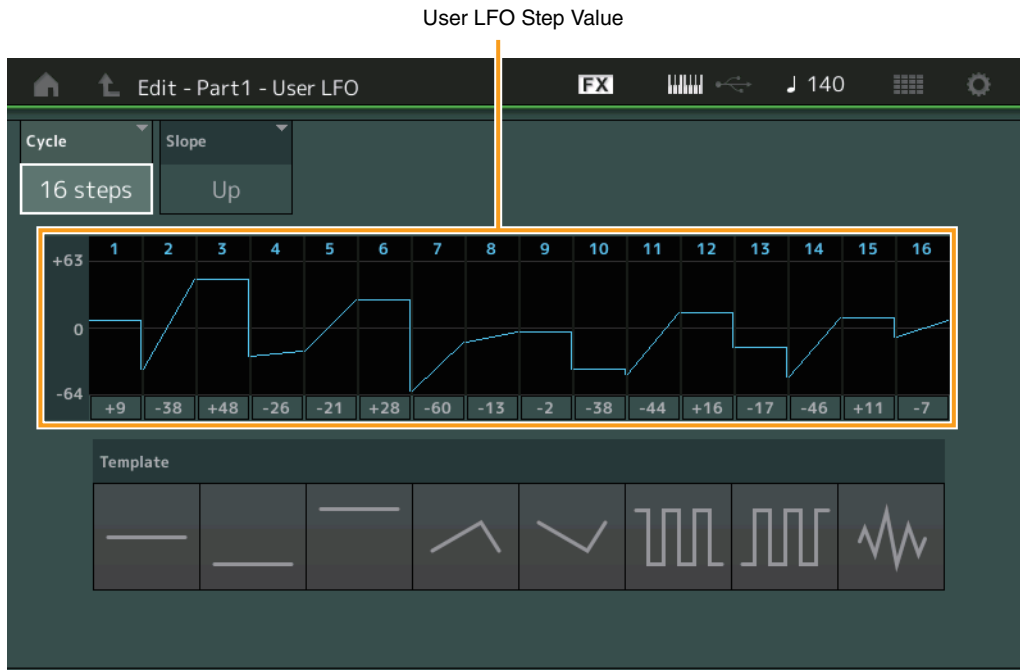 User LFO Step Value
Edit - Part1 - User LFO FX ♩ 140
Cycle Slope
16 steps Up
1 2 3 4 5 6 7 8 9 10 11 12 13 14 15 16
+63
0
-64
+9 -38 +48 -26 -21 +28 -60 -13 -2 -38 -44 +16 -17 -46 +11 -7
Template